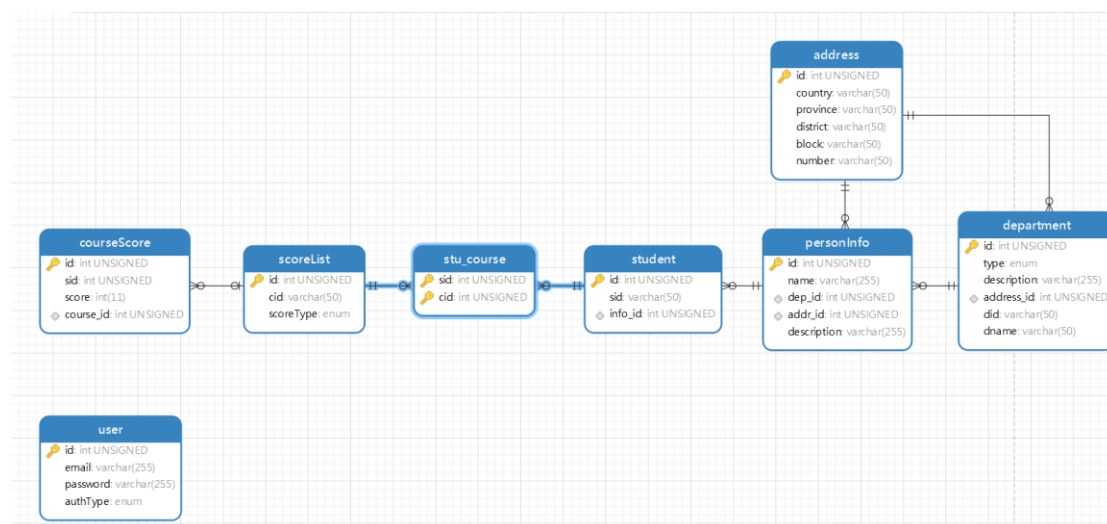 address
id: int UNSIGNED
country: varchar(50)
province: varchar(50)
district: varchar(50)
block: varchar(50)
number: varchar(50)
courseScore
id: int UNSIGNED
sid: int UNSIGNED
score: int(11)
course_id: int UNSIGNED
scoreList
id: int UNSIGNED
cid: varchar(50)
scoreType: enum
stu_course
sid: int UNSIGNED
cid: int UNSIGNED
student
id: int UNSIGNED
sid: varchar(50)
info_id: int UNSIGNED
personInfo
id: int UNSIGNED
name: varchar(255)
dep_id: int UNSIGNED
addr_id: int UNSIGNED
description: varchar(255)
department
id: int UNSIGNED
type: enum
description: varchar(255)
address_id: int UNSIGNED
did: varchar(50)
dname: varchar(50)
user
id: int UNSIGNED
email: varchar(255)
password: varchar(255)
authType: enum